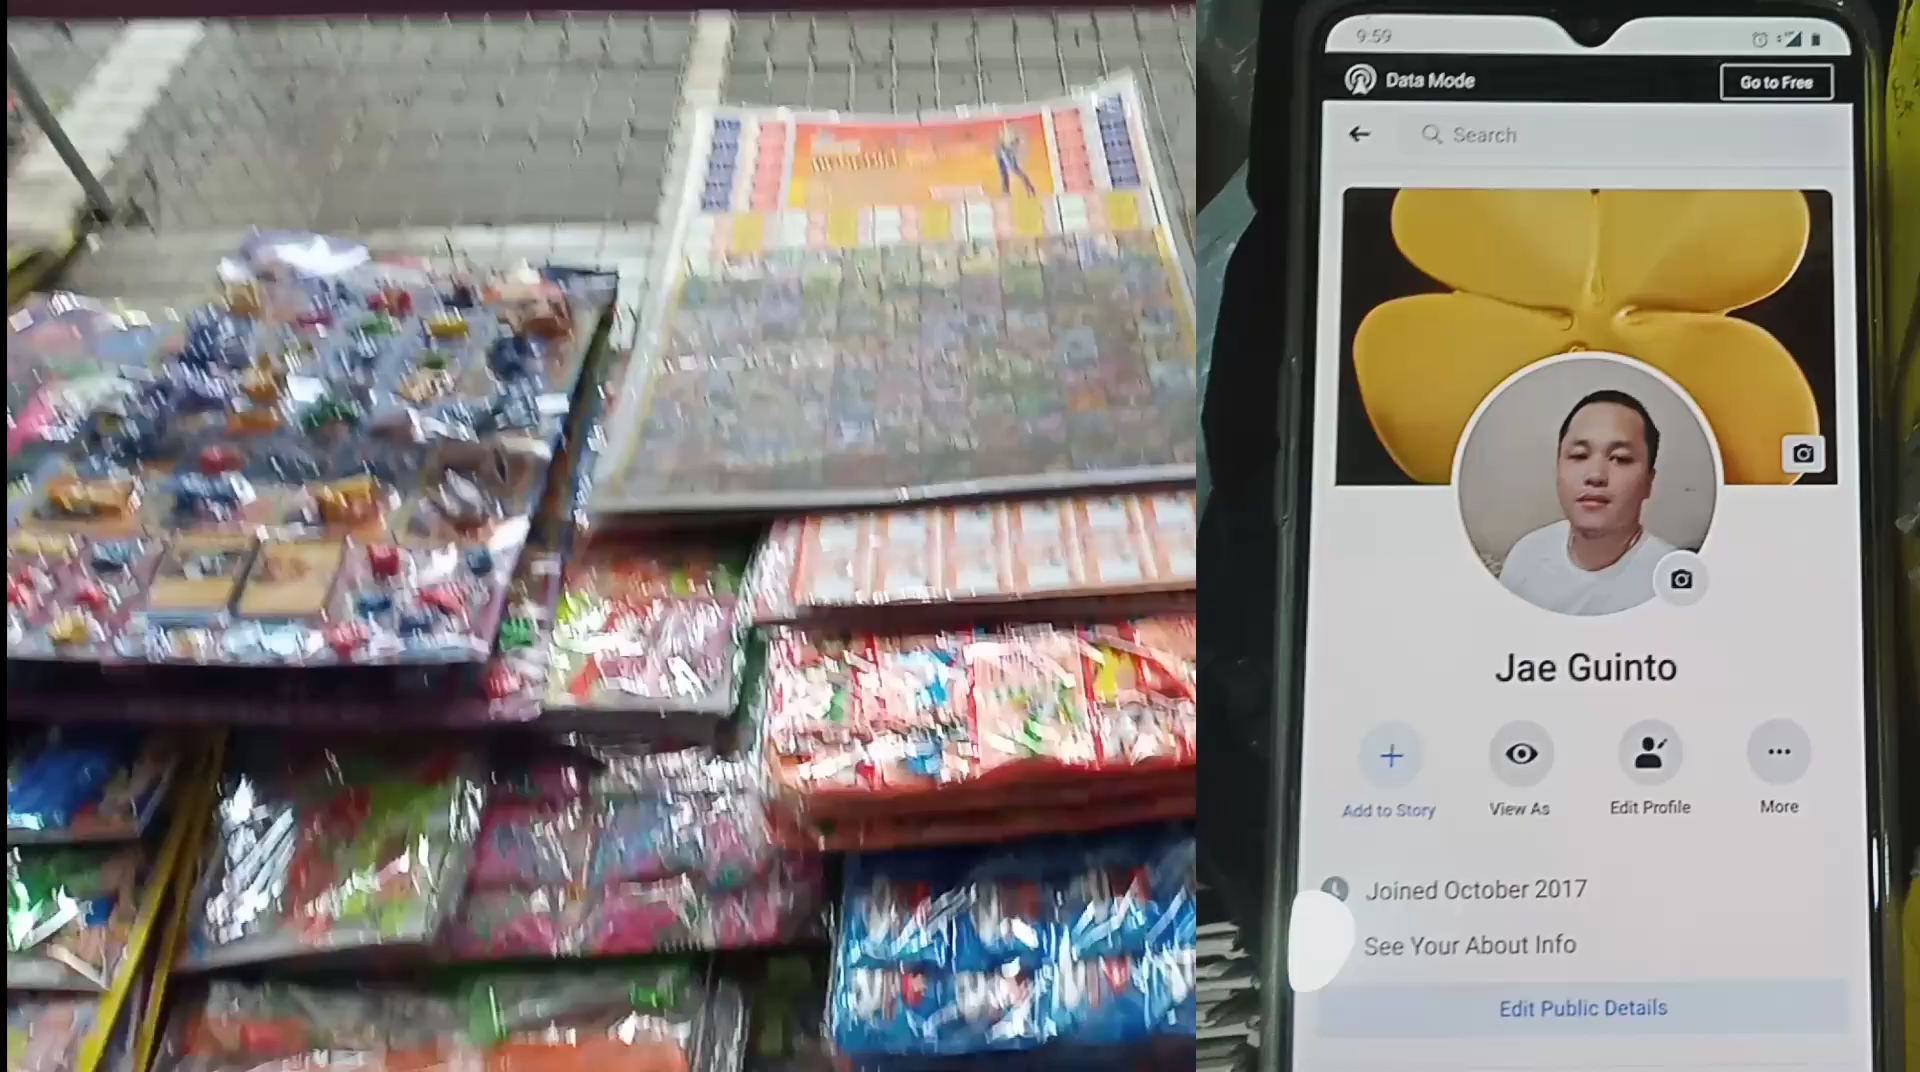 9:59
Data Mode
Go to Free
Search
Jae Guinto
Add to Story
View As
Edit Profile
More
Joined October 2017
See Your About Info
Edit Public Details